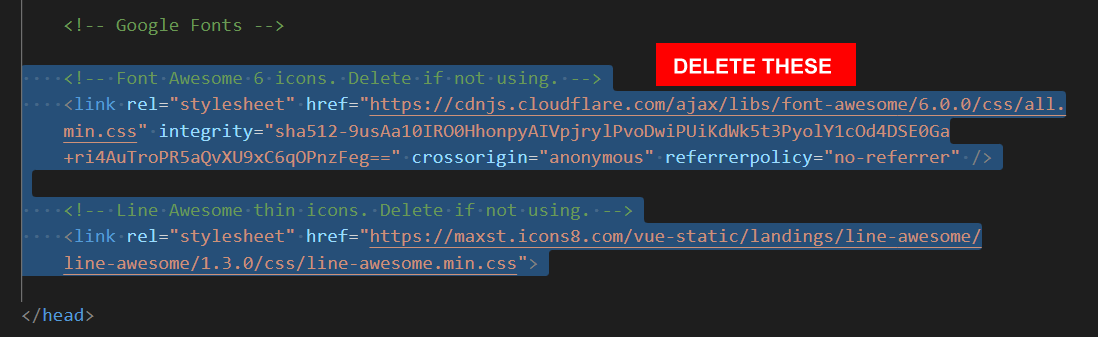 <!-- Google Fonts -->
DELETE THESE
<!-- Font Awesome 6 icons. Delete if not using. -->
<link rel="stylesheet" href="https://cdnjs.cloudflare.com/ajax/libs/font-awesome/6.0.0/css/all.
min.css" integrity="sha512-9usAa10IRO0HhonpyAIVpjrylPvoDwiPUiKdWk5t3PyolY1cOd4DSE0Ga
+ri4AuTroPR5aQvXU9xC6qOPnzFeg==" crossorigin="anonymous" referrerpolicy="no-referrer" />
<!-- Line Awesome thin icons. Delete if not using. -->
<link rel="stylesheet" href="https://maxst.icons8.com/vue-static/landings/line-awesome/
line-awesome/1.3.0/css/line-awesome.min.css">
</head>